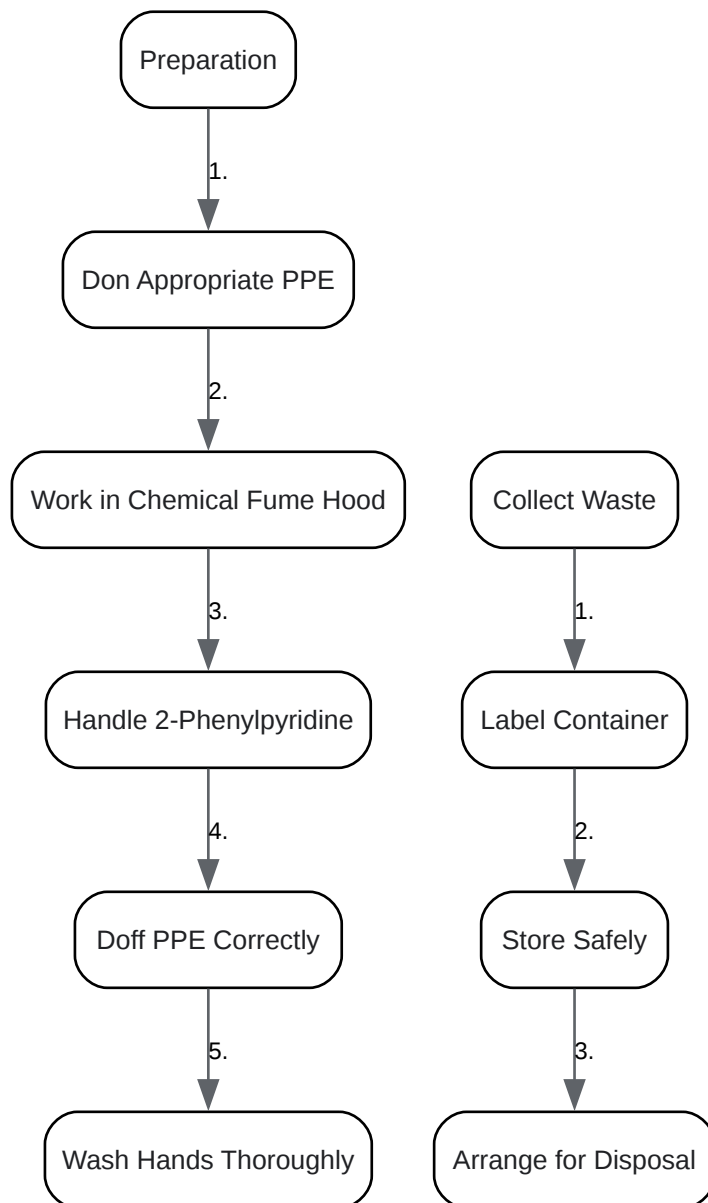 Preparation
1.
Don Appropriate PPE
2.
Work in Chemical Fume Hood
3.
Handle 2-Phenylpyridine
4.
Doff PPE Correctly
5.
Wash Hands Thoroughly
Collect Waste
1.
Label Container
2.
Store Safely
3.
Arrange for Disposal